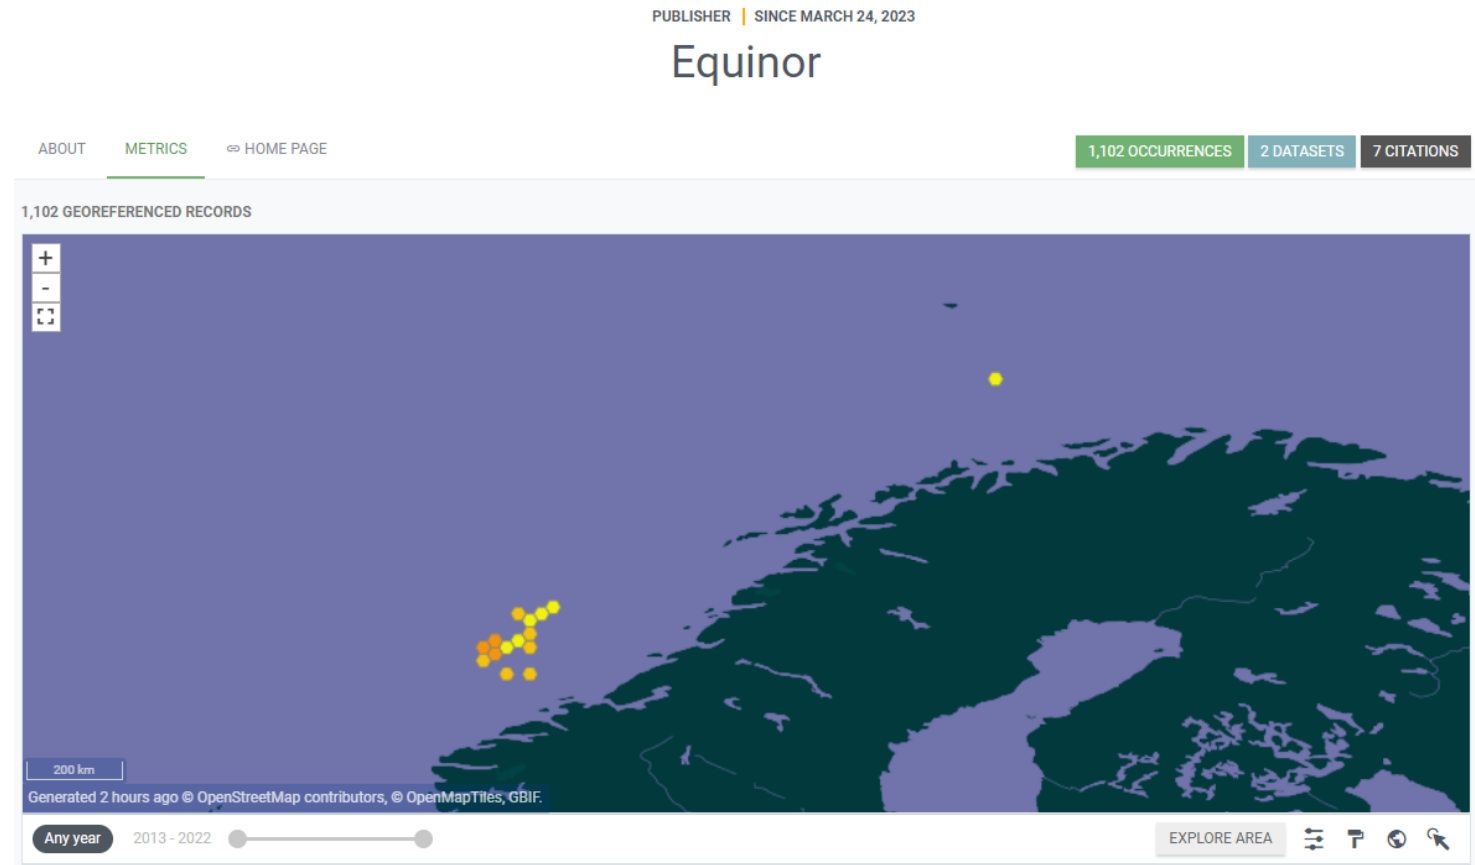 PUBLISHER | SINCE MARCH 24, 2023
Equinor
ABOUT METRICS HOME PAGE 1,102 OCCURRENCES 2 DATASETS 7 CITATIONS
1,102 GEOREFERENCED RECORDS
+
-
200 km
Generated 2 hours ago © OpenStreetMap contributors, © OpenMapTiles, GBIF.
Any year 2013 - 2022 EXPLORE AREA